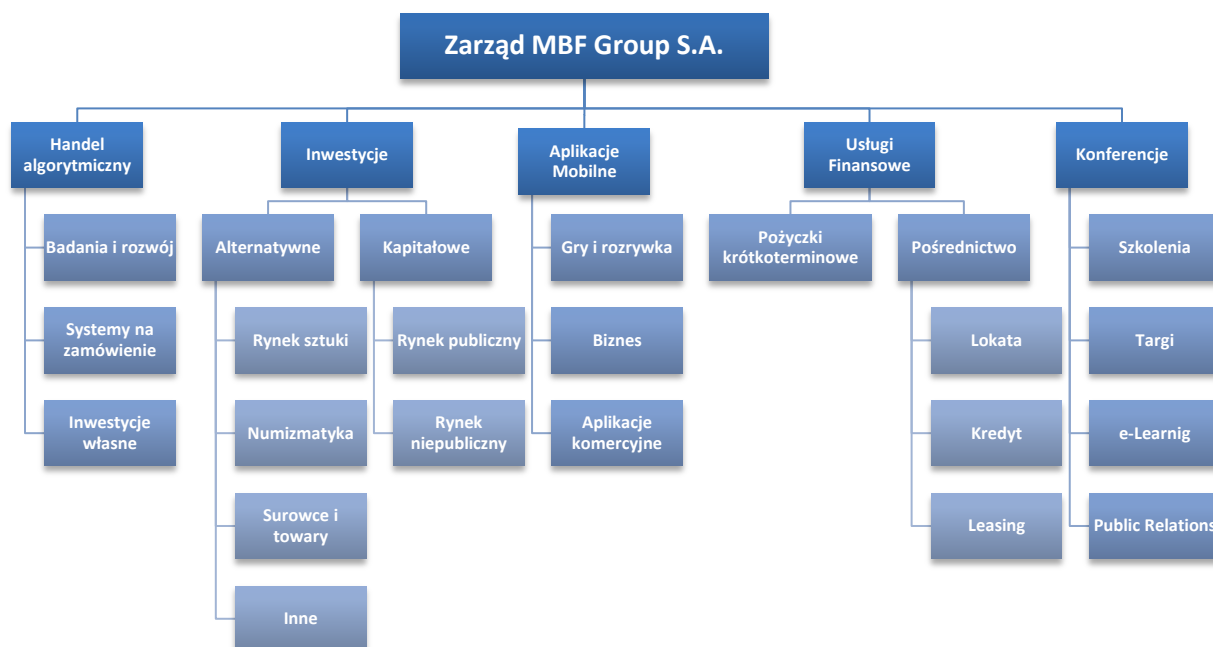 Zarząd MBF Group S.A.
Handel
algorytmiczny
Inwestycje
Aplikacje
Mobilne
Usługi
Finansowe
Konferencje
Badania i rozwój
Alternatywne
Kapitałowe
Gry i rozrywka
Pożyczki
krótkoterminowe
Pośrednictwo
Szkolenia
Systemy na
zamówienie
Rynek sztuki
Rynek publiczny
Biznes
Lokata
Targi
Inwestycje
własne
Numizmatyka
Rynek
niepubliczny
Aplikacje
komercyjne
Kredyt
e-Learnig
Surowce i
towary
Leasing
Public Relations
Inne